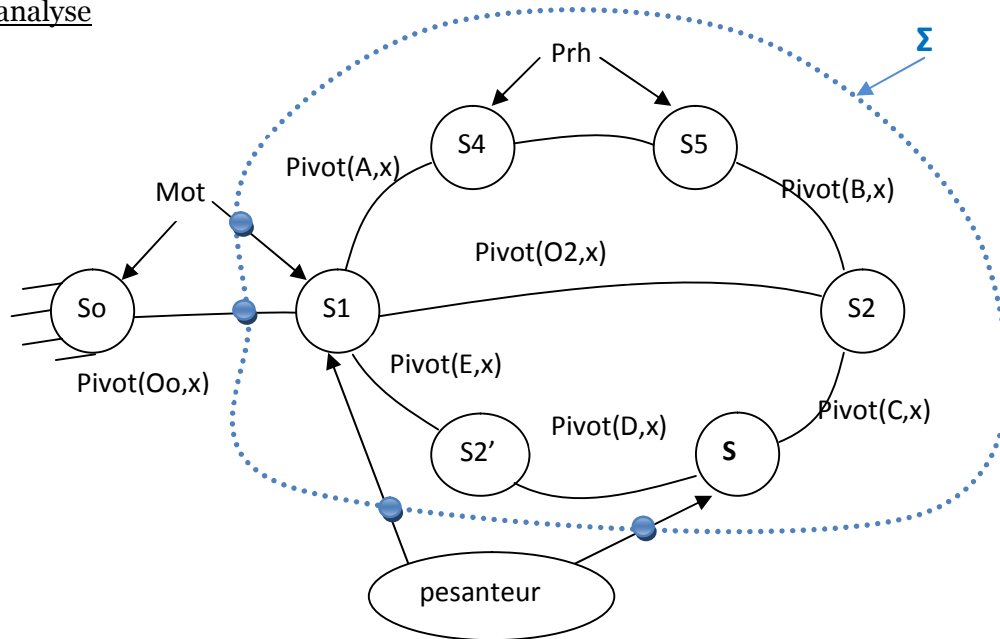 analyse
Σ
Prh
S4
S5
Pivot(A,x)
Pivot(B,x)
Mot
Pivot(O2,x)
So
S1
S2
Pivot(Oo,x)
Pivot(E,x)
Pivot(D,x)
Pivot(C,x)
S2’
S
pesanteur